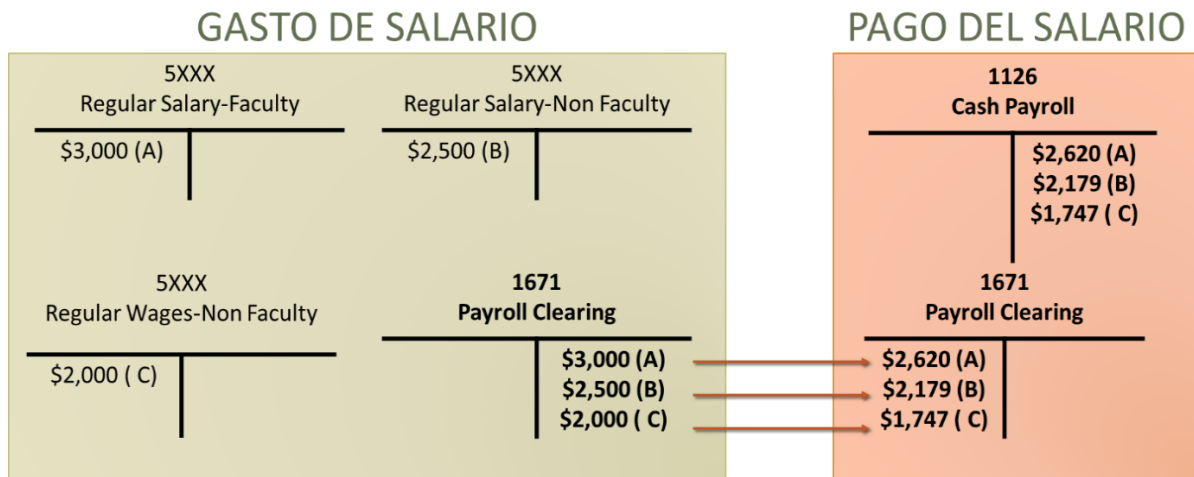 GASTO DE SALARIO
5XXX
Regular Salary-Faculty
$3,000 (A)
5XXX
Regular Salary-Non Faculty
$2,500 (B)
5XXX
Regular Wages-Non Faculty
$2,000 ( C)
1671
Payroll Clearing
$3,000 (A)
$2,500 (B)
$2,000 ( C)
PAGO DEL SALARIO
1126
Cash Payroll
$2,620 (A)
$2,179 (B)
$1,747 ( C)
1671
Payroll Clearing
$2,620 (A)
$2,179 (B)
$1,747 ( C)